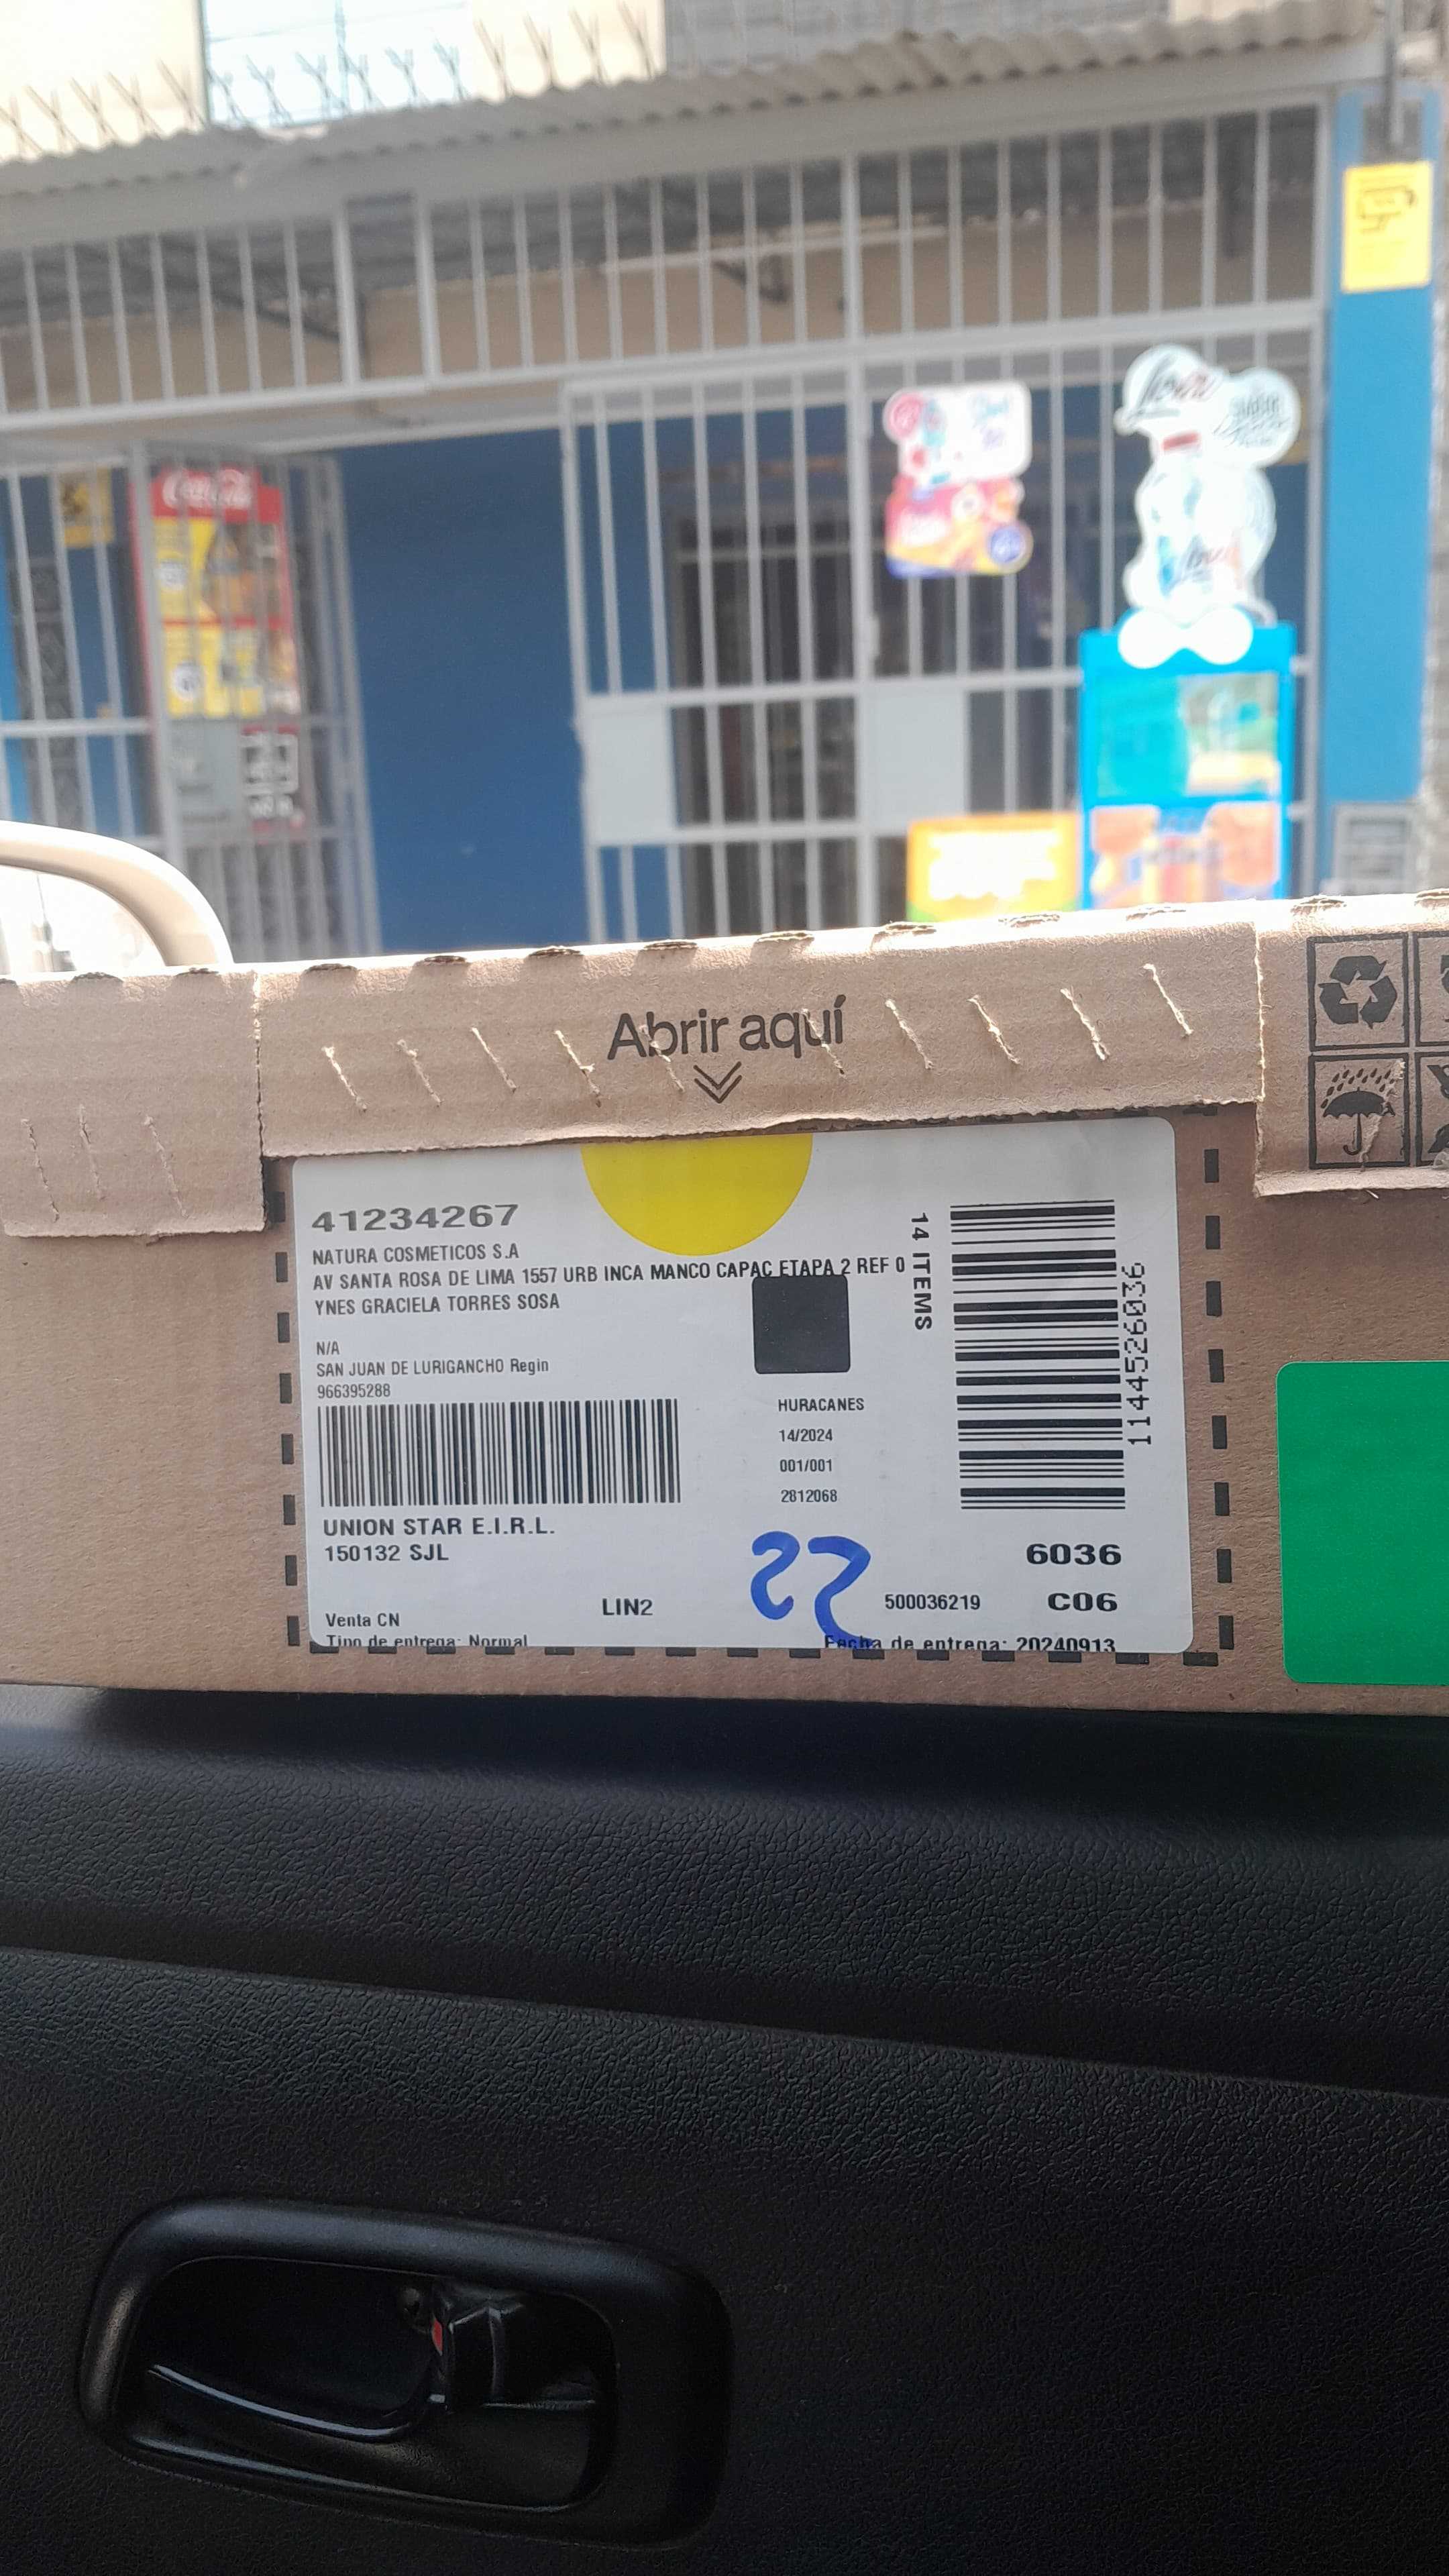 Coca-Cola
Abrir aquí
41234267
NATURA COSMETICOS S.A
AV SANTA ROSA DE LIMA 1557 URB INCA MANCO CAPAC ETAPA 2 REF 0
YNES GRACIELA TORRES SOSA
N/A
SAN JUAN DE LURIGANCHO Regin
966395288
14 ITEMS
1144526036
HURACANES
14/2024
001/001
2812068
UNION STAR E.I.R.L.
150132 SJL
22
6036
LIN2
500036219
C06
Venta CN
Tipo de entrega: Normal
Fecha de entrega: 20240913